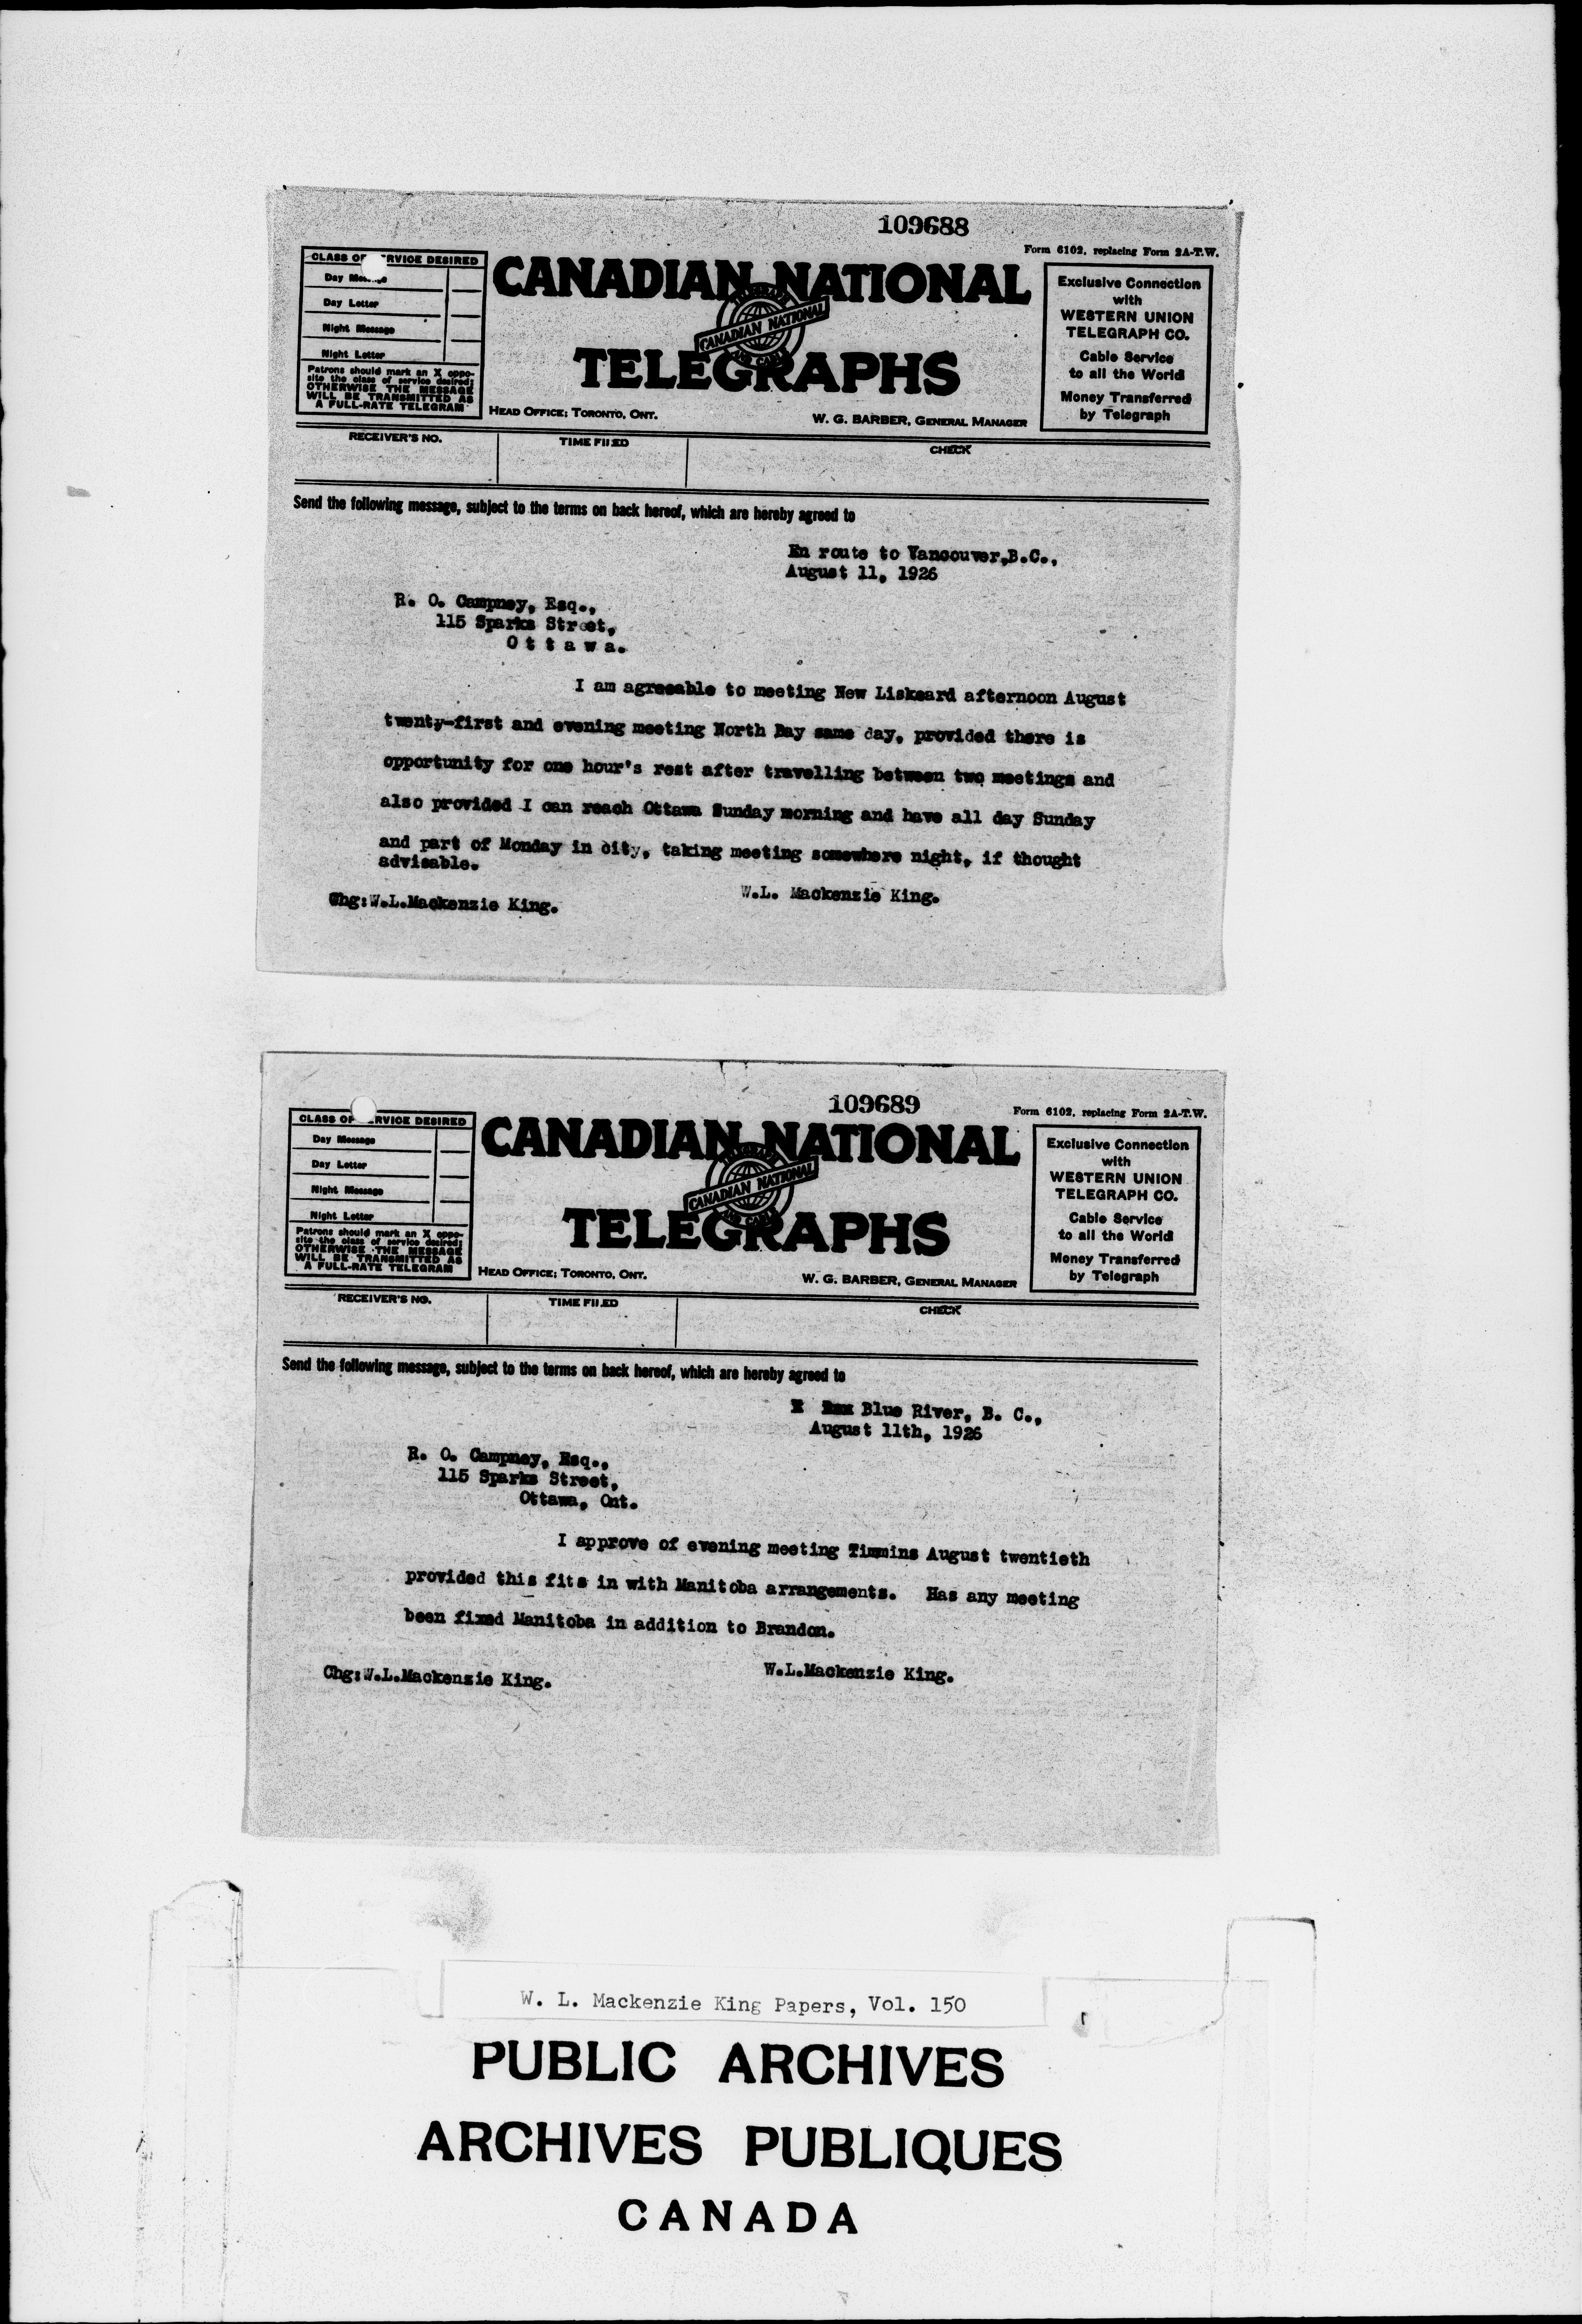 109688
Form 6102, replacing Form 2A-T.W.
CLASS OF ERVICE DESIRED
Day Message
Day Letter
Night Message
Night Letter
Patrons should mark an X oppo-
site the class of service desired;
OTHERWISE THE MESSAGE
WILL BE TRANSMITTED AS
A FULL-RATE TELEGRAM
CANADIAN NATIONAL
TELEGRAPH
CANADIAN NATIONAL
AND CABLE
TELEGRAPHS
HEAD OFFICE: TORONTO, ONT.
W. G. BARBER, GENERAL MANAGER
Exclusive Connection
with
WESTERN UNION
TELEGRAPH CO.
Cable Service
to all the World
Money Transferred
by Telegraph
RECEIVER'S NO.
TIME FILED
CHECK
Send the following message, subject to the terms on back hereof, which are hereby agreed to
En route to Vancouver,B.C.,
August 11, 1926
R. O. Campney, Esq.,
115 Sparks Street,
O t t a w a.
I am agreeable to meeting New Liskeard afternoon August
twenty-first and evening meeting North Bay same day, provided there is
opportunity for one hour's rest after travelling between two meetings and
also provided I can reach Ottawa Sunday morning and have all day Sunday
and part of Monday in city, taking meeting somewhere night, if thought
advisable.
W.L. Mackenzie King.
Chg:W.L.Mackenzie King.
109689
Form 6102, replacing Form 2A-T.W.
CLASS OF RVICE DESIRED
Day Message
Day Letter
Night Message
Night Letter
Patrons should mark an X oppo-
site the class of service desired;
OTHERWISE THE MESSAGE
WILL BE TRANSMITTED AS
A FULL-RATE TELEGRAM
CANADIAN NATIONAL
TELEGRAPH
CANADIAN NATIONAL
AND CABLE
TELEGRAPHS
HEAD OFFICE: TORONTO, ONT.
W. G. BARBER, GENERAL MANAGER
Exclusive Connection
with
WESTERN UNION
TELEGRAPH CO.
Cable Service
to all the World
Money Transferred
by Telegraph
RECEIVER'S NO.
TIME FILED
CHECK
Send the following message, subject to the terms on back hereof, which are hereby agreed to
Blue River, B. C.,
August 11th, 1926
R. O. Campney, Esq.,
115 Sparks Street,
Ottawa, Ont.
I approve of evening meeting Timmins August twentieth
provided this fits in with Manitoba arrangements. Has any meeting
been fixed Manitoba in addition to Brandon.
W.L.Mackenzie King.
Chg:W.L.Mackenzie King.
W. L. Mackenzie King Papers, Vol. 150
PUBLIC ARCHIVES
ARCHIVES PUBLIQUES
CANADA